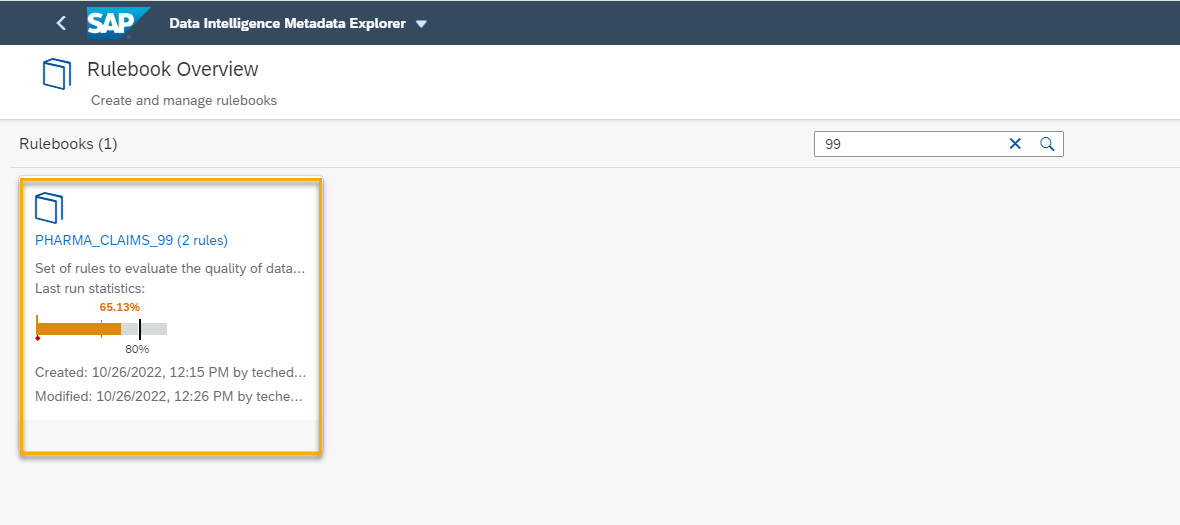 SAP Data Intelligence Metadata Explorer
Rulebook Overview
Create and manage rulebooks
Rulebooks (1)
99
PHARMA_CLAIMS_99 (2 rules)
Set of rules to evaluate the quality of data...
Last run statistics:
65.13%
80%
Created: 10/26/2022, 12:15 PM by teched...
Modified: 10/26/2022, 12:26 PM by teche...